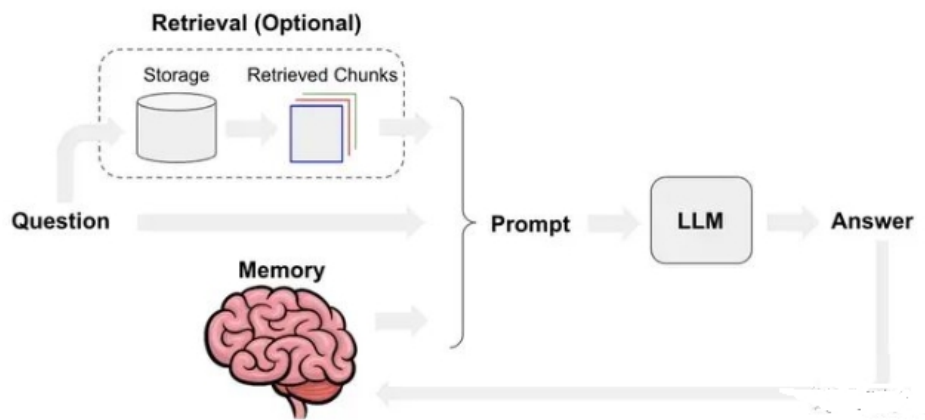 Retrieval (Optional)
Storage
Retrieved Chunks
Question
Prompt
LLM
Answer
Memory